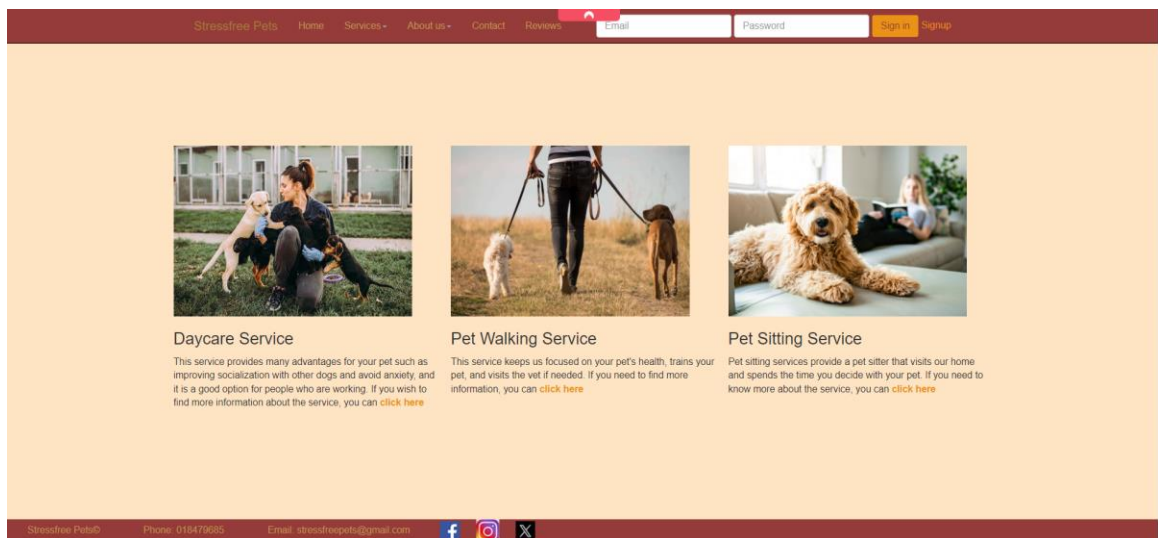 Stressfree Pets Home Services About us Contact Reviews Email Password Sign in Signup
Daycare Service
This service provides many advantages for your pet such as
improving socialization with other dogs and avoid anxiety, and
it is a good option for people who are working. If you wish to
find more information about the service, you can click here
Pet Walking Service
This service keeps us focused on your pet's health, trains your
pet, and visits the vet if needed. If you need to find more
information, you can click here
Pet Sitting Service
Pet sitting services provide a pet sitter that visits our home
and spends the time you decide with your pet. If you need to
know more about the service, you can click here
Stressfree Pets© Phone: 018479685 Email: stressfreepets@gmail.com